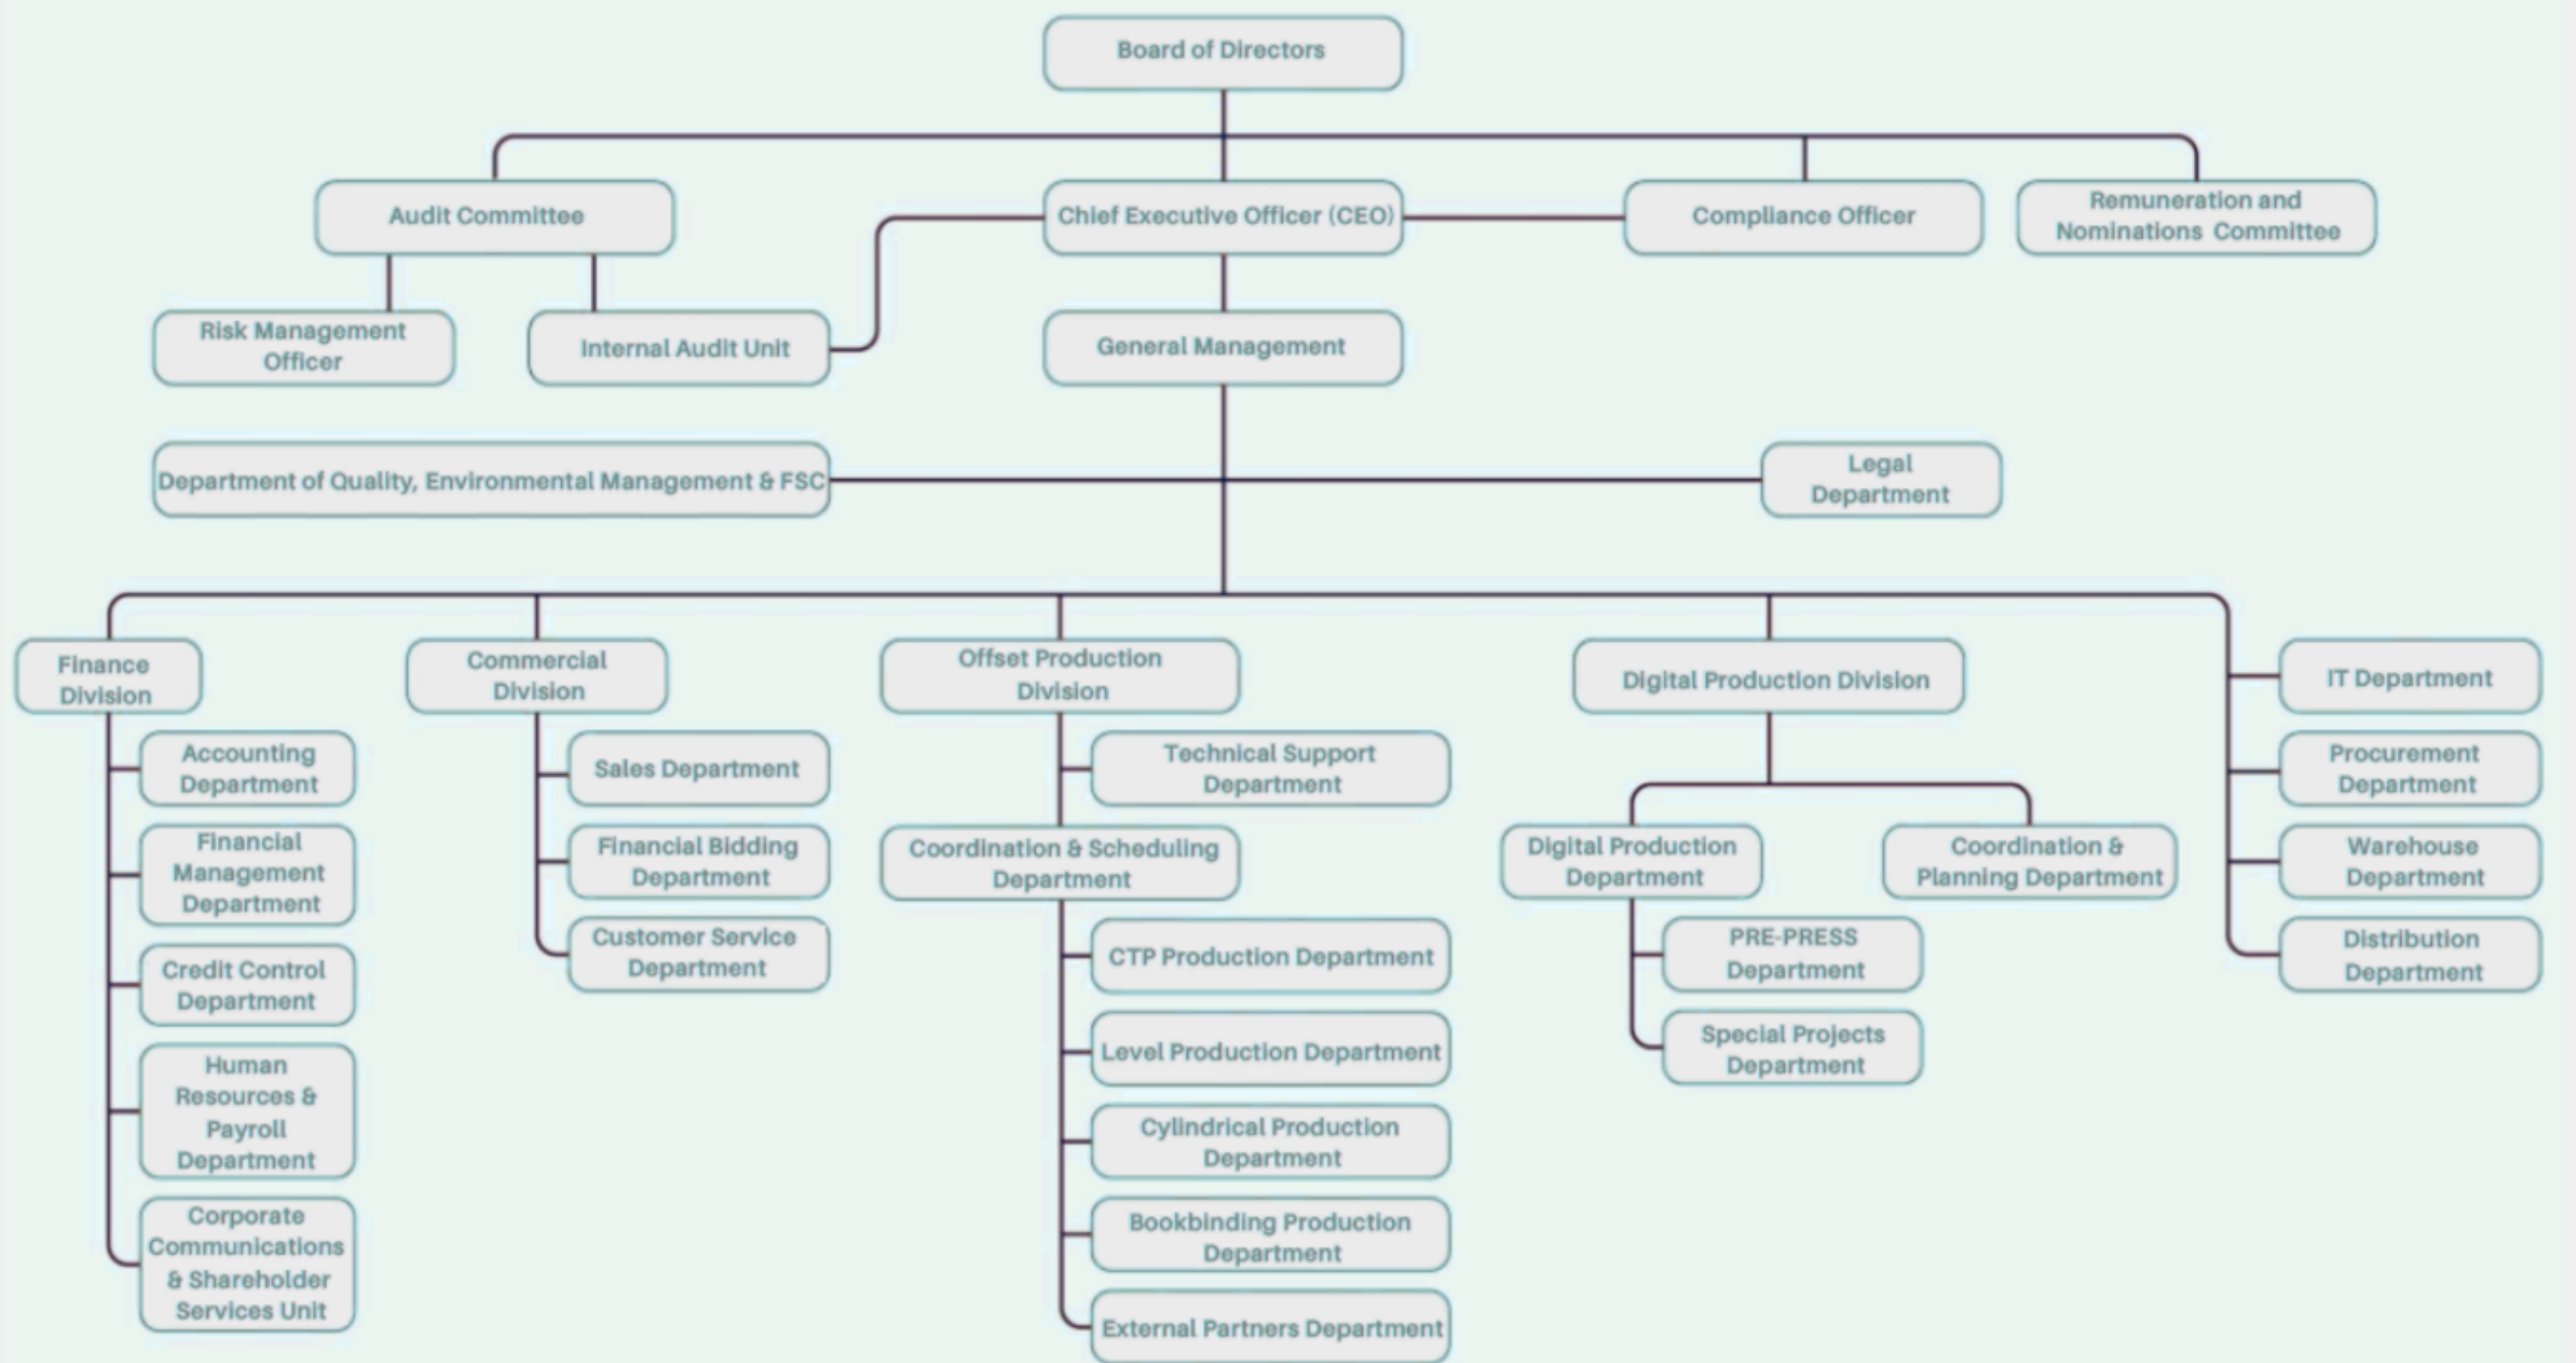 Board of Directors
Audit Committee
Chief Executive Officer (CEO)
Compliance Officer
Remuneration and
Nominations Committee
Risk Management
Officer
Internal Audit Unit
General Management
Department of Quality, Environmental Management & FSC
Legal
Department
Finance
Division
Commercial
Division
Offset Production
Division
Digital Production Division
IT Department
Accounting
Department
Financial
Management
Department
Credit Control
Department
Human
Resources &
Payroll
Department
Corporate
Communications
& Shareholder
Services Unit
Sales Department
Financial Bidding
Department
Customer Service
Department
Technical Support
Department
Coordination & Scheduling
Department
CTP Production Department
Level Production Department
Cylindrical Production
Department
Bookbinding Production
Department
External Partners Department
Digital Production
Department
Coordination &
Planning Department
PRE-PRESS
Department
Special Projects
Department
Procurement
Department
Warehouse
Department
Distribution
Department